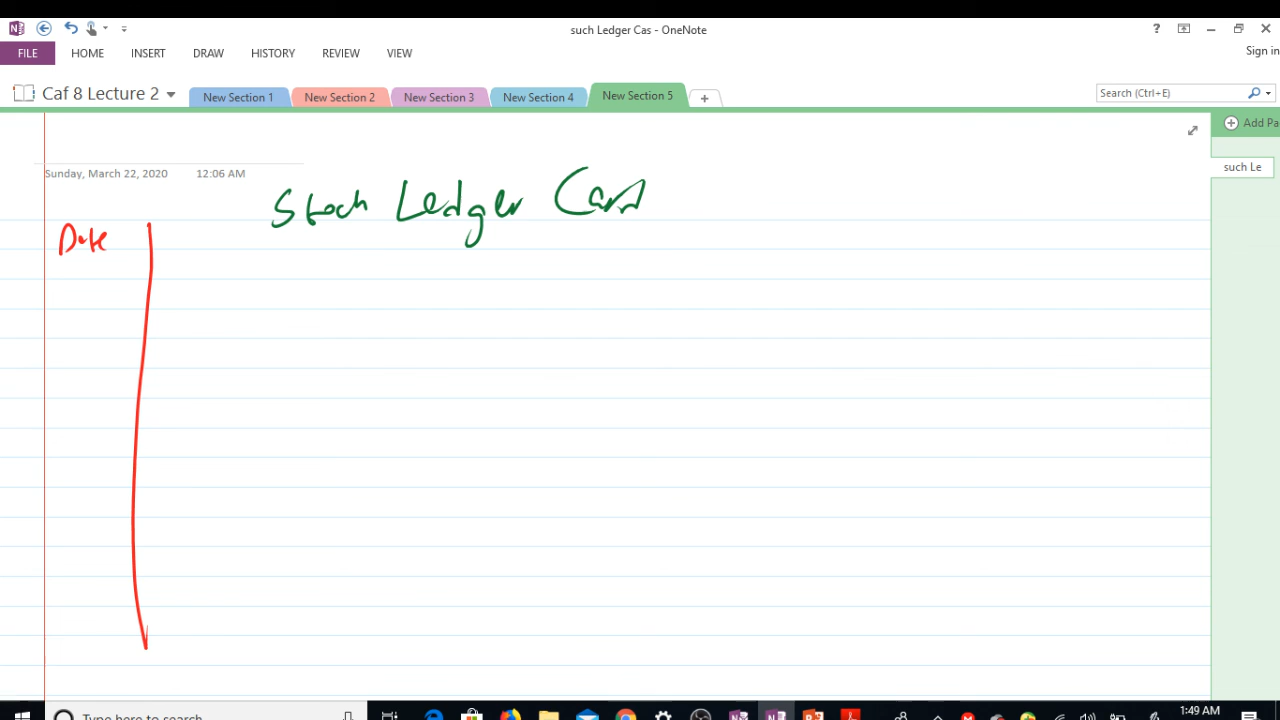 such Ledger Cas - OneNote
FILE HOME INSERT DRAW HISTORY REVIEW VIEW
Sign in
Caf 8 Lecture 2 New Section 1 New Section 2 New Section 3 New Section 4 New Section 5
Search (Ctrl+E)
Add Pa
such Le
Sunday, March 22, 2020 12:06 AM
Stock Ledger Card
Date
Type here to search
1:49 AM